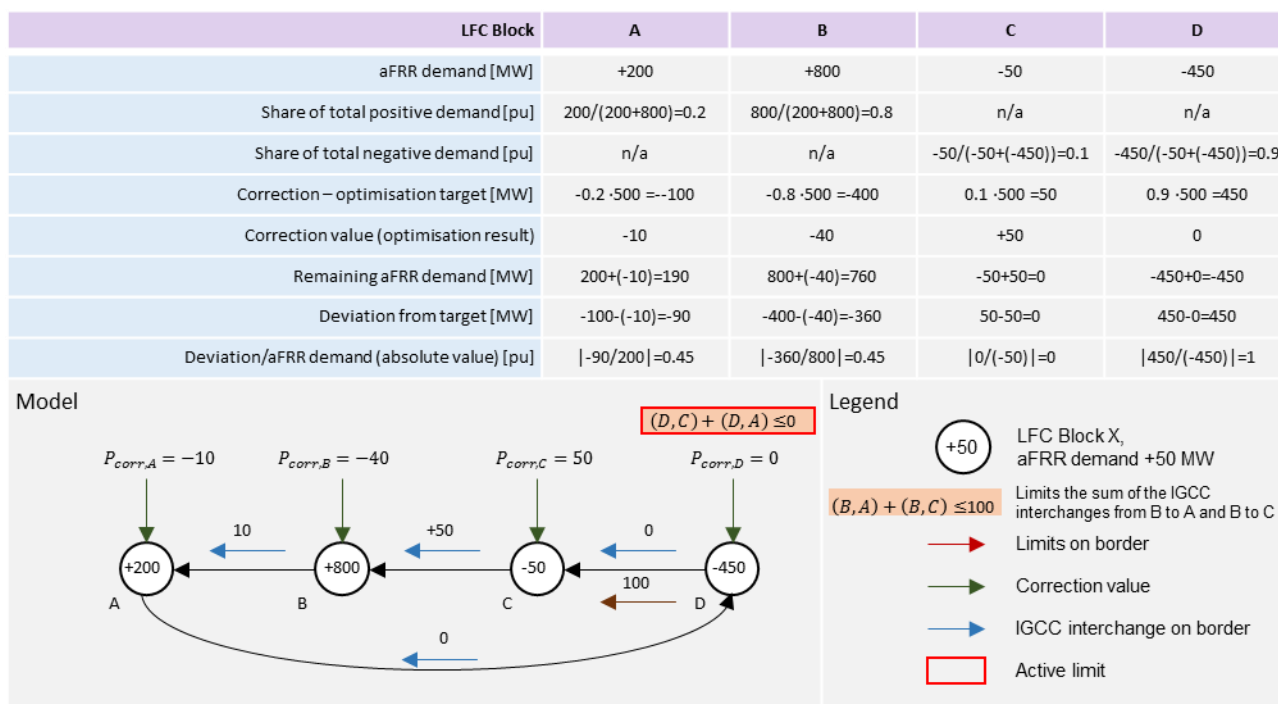 LFC Block A B C D
aFRR demand [MW] +200 +800 -50 -450
Share of total positive demand [pu] 200/(200+800)=0.2 800/(200+800)=0.8 n/a n/a
Share of total negative demand [pu] n/a n/a -50/(-50+(-450))=0.1 -450/(-50+(-450))=0.9
Correction – optimisation target [MW] -0.2 ·500 =--100 -0.8 ·500 =-400 0.1 ·500 =50 0.9 ·500 =450
Correction value (optimisation result) -10 -40 +50 0
Remaining aFRR demand [MW] 200+(-10)=190 800+(-40)=760 -50+50=0 -450+0=-450
Deviation from target [MW] -100-(-10)=-90 -400-(-40)=-360 50-50=0 450-0=450
Deviation/aFRR demand (absolute value) [pu] |-90/200|=0.45 |-360/800|=0.45 |0/(-50)|=0 |450/(-450)|=1
Model
(D,C) + (D,A) ≤0
P_corr,A = −10 P_corr,B = −40 P_corr,C = 50 P_corr,D = 0
10 +50 0
+200 +800 -50 -450
100
A B C D
0
Legend
+50
LFC Block X,
aFRR demand +50 MW
(B,A) + (B,C) ≤100
Limits the sum of the IGCC
interchanges from B to A and B to C
Limits on border
Correction value
IGCC interchange on border
Active limit